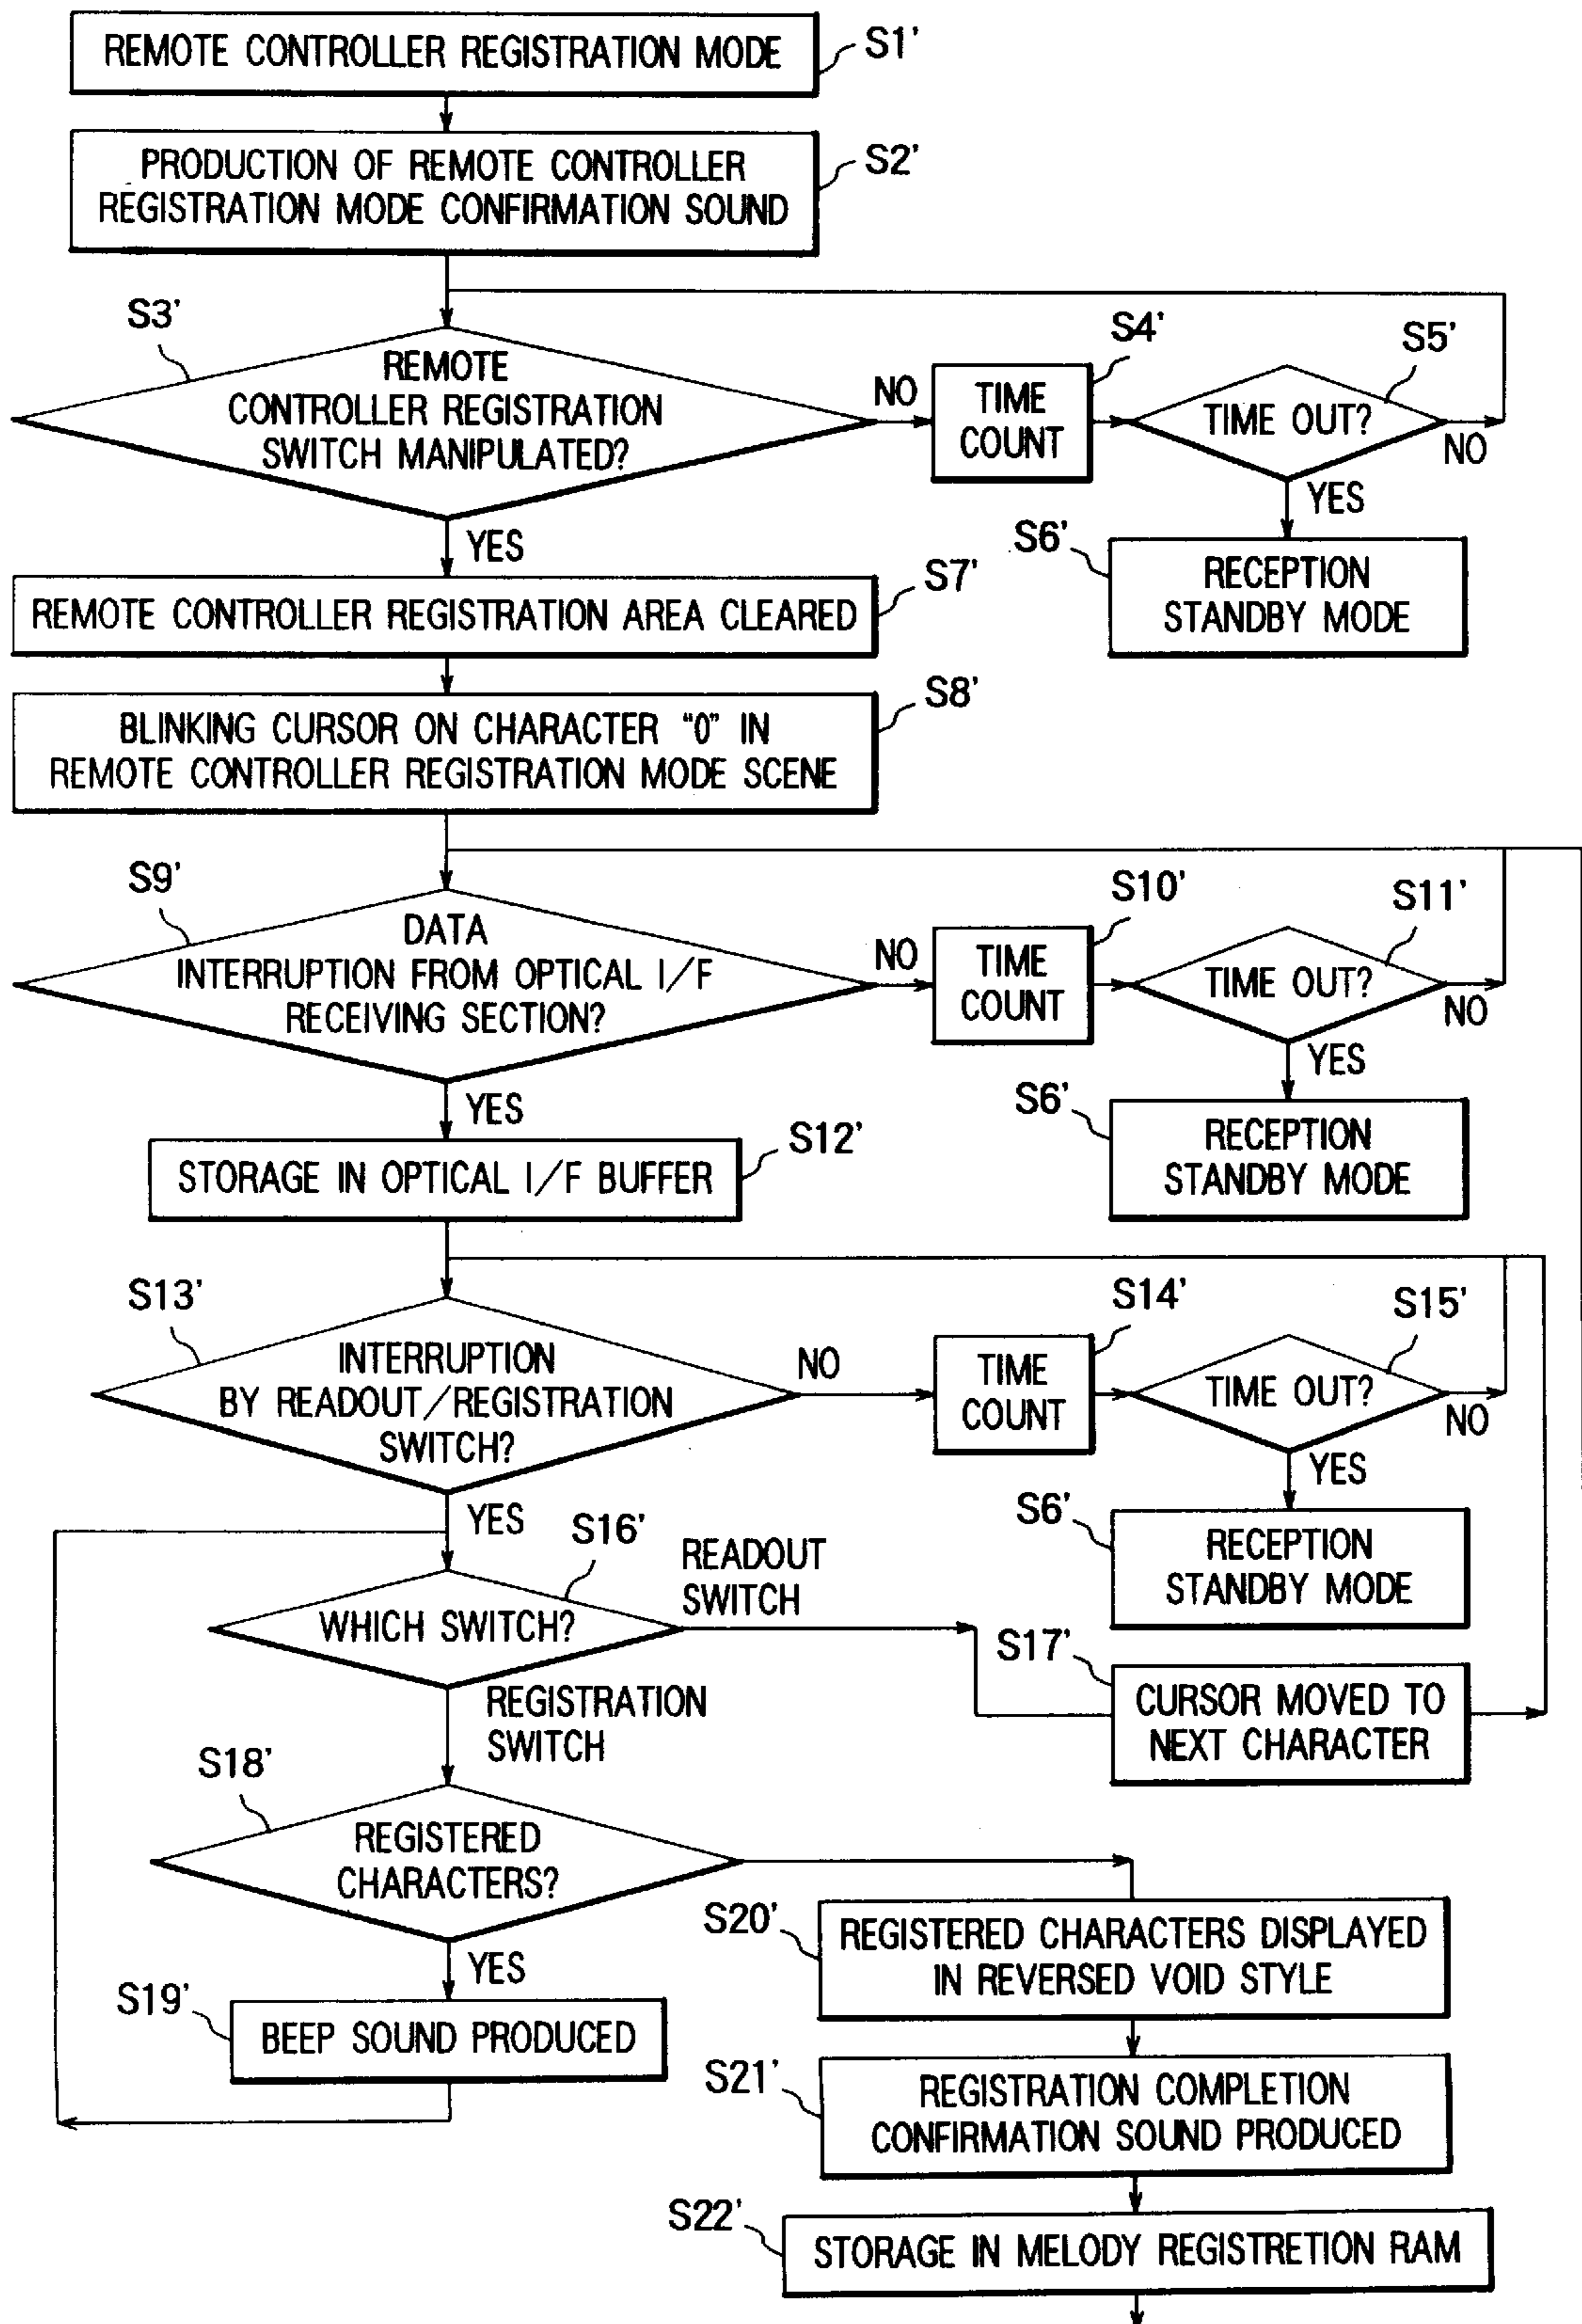 REMOTE CONTROLLER REGISTRATION MODE
S1'
PRODUCTION OF REMOTE CONTROLLER
REGISTRATION MODE CONFIRMATION SOUND
S2'
S3'
REMOTE
CONTROLLER REGISTRATION
SWITCH MANIPULATED?
NO
S4'
TIME
COUNT
S5'
TIME OUT?
NO
YES
YES
S6'
RECEPTION
STANDBY MODE
S7'
REMOTE CONTROLLER REGISTRATION AREA CLEARED
S8'
BLINKING CURSOR ON CHARACTER "0" IN
REMOTE CONTROLLER REGISTRATION MODE SCENE
S9'
DATA
INTERRUPTION FROM OPTICAL I/F
RECEIVING SECTION?
NO
S10'
TIME
COUNT
S11'
TIME OUT?
NO
YES
YES
S6'
RECEPTION
STANDBY MODE
S12'
STORAGE IN OPTICAL I/F BUFFER
S13'
INTERRUPTION
BY READOUT/REGISTRATION
SWITCH?
NO
S14'
TIME
COUNT
S15'
TIME OUT?
NO
YES
YES
S6'
RECEPTION
STANDBY MODE
S16'
WHICH SWITCH?
READOUT
SWITCH
S17'
CURSOR MOVED TO
NEXT CHARACTER
REGISTRATION
SWITCH
S18'
REGISTERED
CHARACTERS?
YES
S19'
BEEP SOUND PRODUCED
S20'
REGISTERED CHARACTERS DISPLAYED
IN REVERSED VOID STYLE
S21'
REGISTRATION COMPLETION
CONFIRMATION SOUND PRODUCED
S22'
STORAGE IN MELODY REGISTRETION RAM